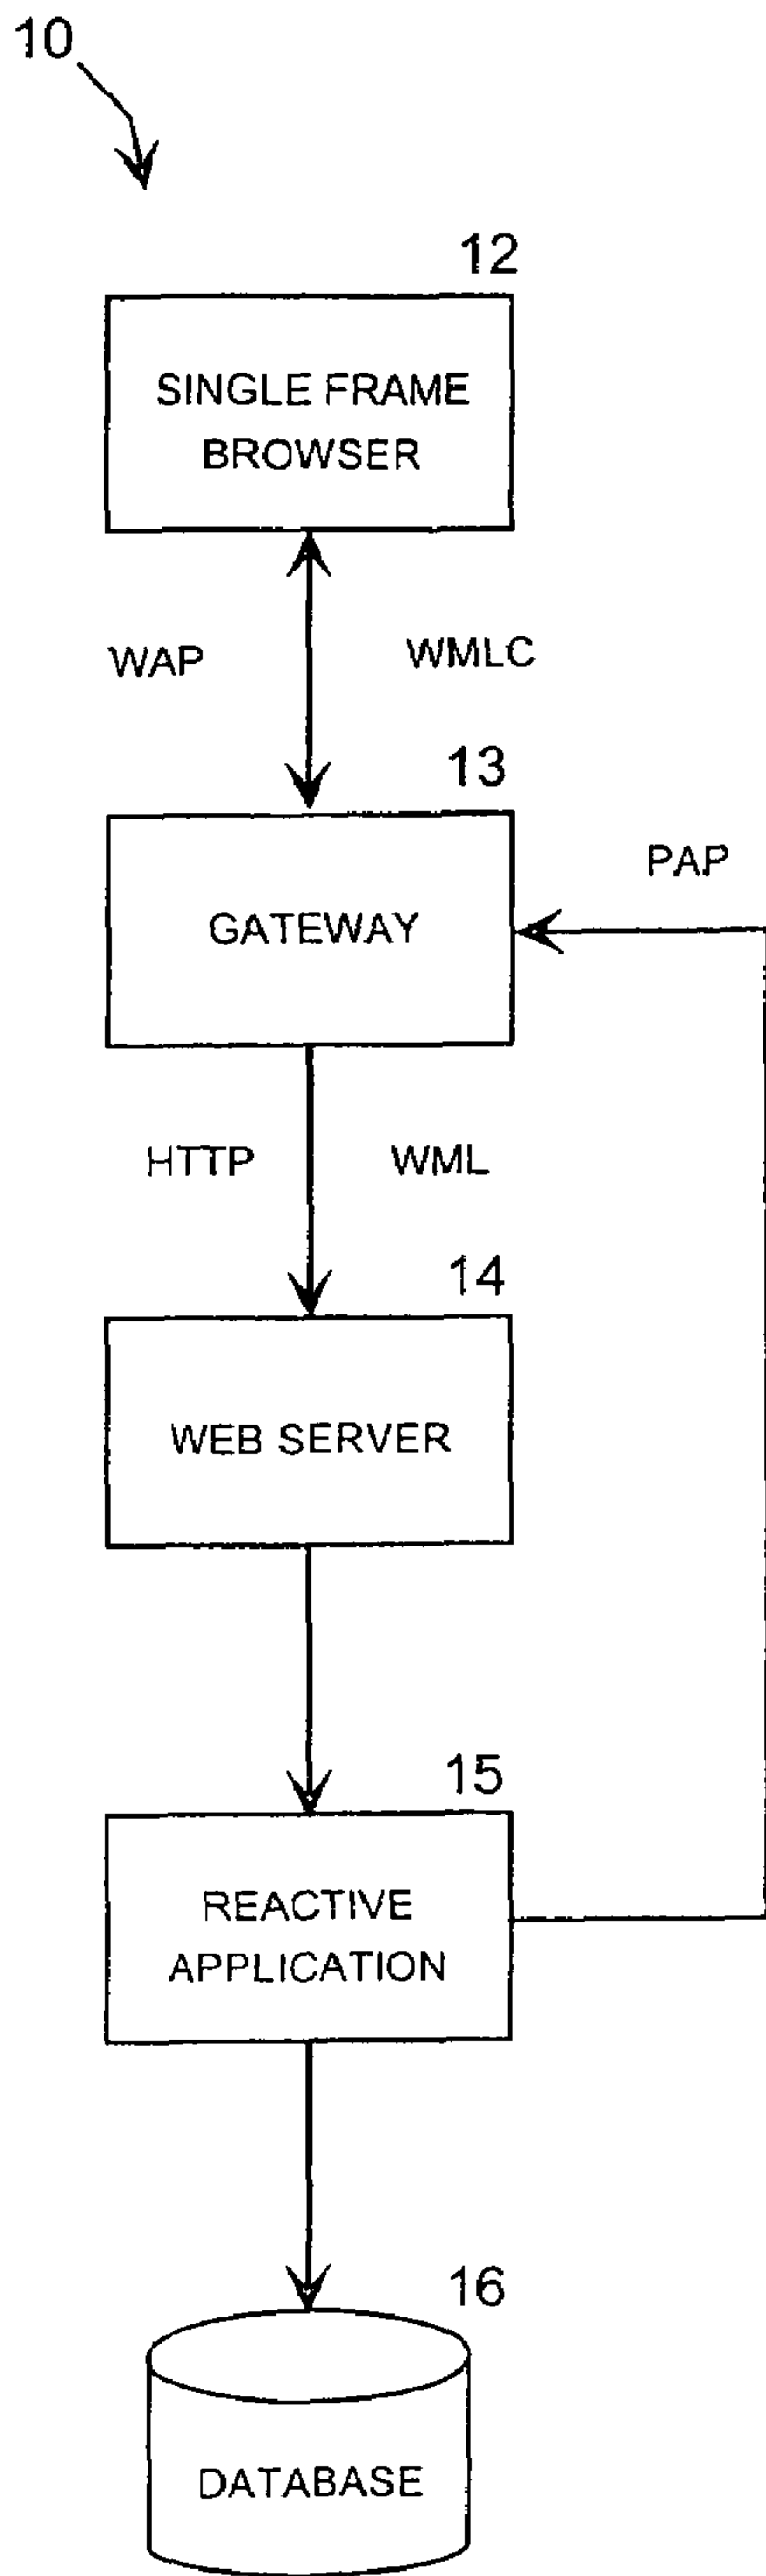 10
12
SINGLE FRAME
BROWSER
WAP WMLC
13
GATEWAY
PAP
HTTP WML
14
WEB SERVER
15
REACTIVE
APPLICATION
16
DATABASE